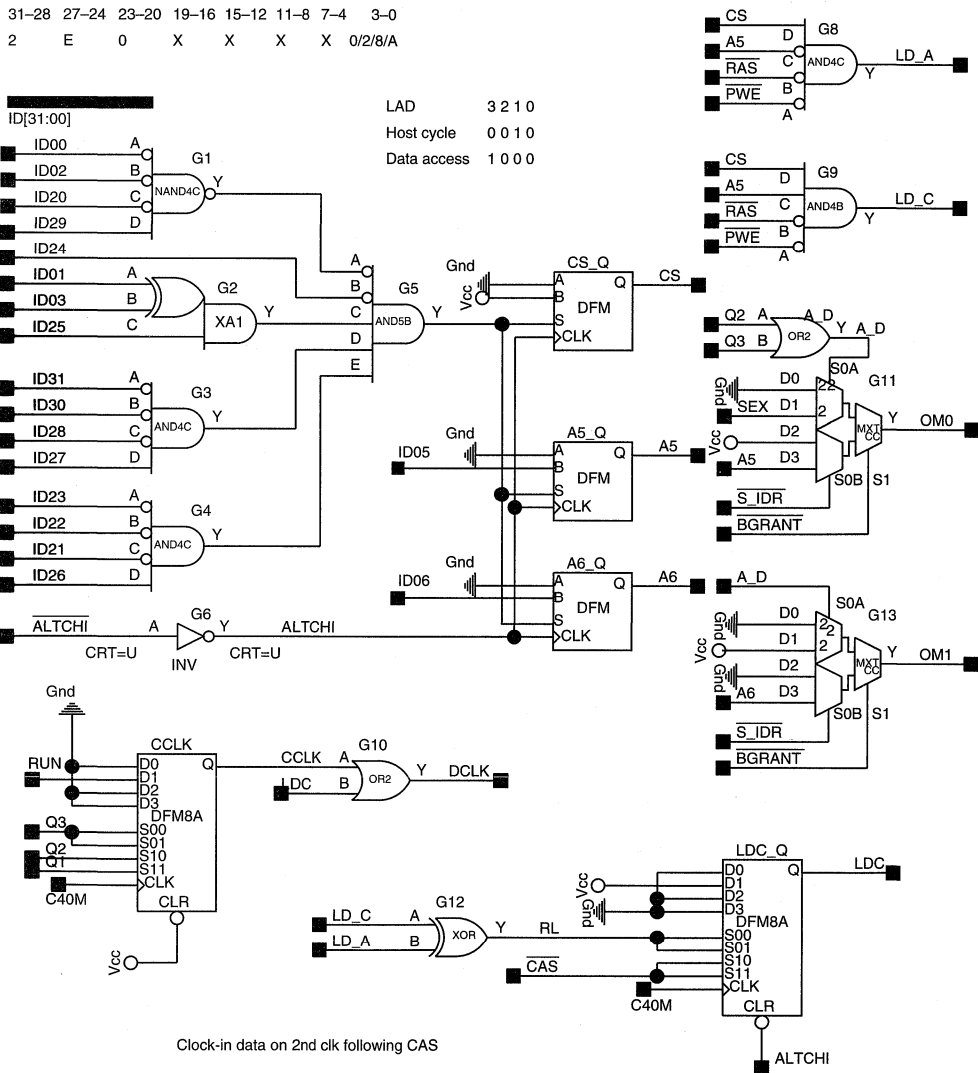 31–28 27–24 23–20 19–16 15–12 11–8 7–4 3–0
2 E 0 X X X X 0/2/8/A
LAD 3 2 1 0
Host cycle 0 0 1 0
Data access 1 0 0 0
ID[31:00]
ID00 A
ID02 B
ID20 C
ID29 D
G1
NAND4C
Y
ID24
ID01 A
ID03 B
ID25 C
G2
XA1
Y
ID31 A
ID30 B
ID28 C
ID27 D
G3
AND4C
Y
ID23 A
ID22 B
ID21 C
ID26 D
G4
AND4C
Y
A
B
C
D
E
G5
AND5B
Y
ALTCHI A
CRT=U
G6
INV
Y
ALTCHI
CRT=U
Gnd
Vcc
CS_Q
A
B
S
CLK
DFM
Q
CS
Gnd
ID05
A5_Q
A
B
S
CLK
DFM
Q
A5
Gnd
ID06
A6_Q
A
B
S
CLK
DFM
Q
A6
CS D
A5 C
RAS B
PWE A
G8
AND4C
Y
LD_A
CS D
A5 C
RAS B
PWE A
G9
AND4B
Y
LD_C
Q2 A
Q3 B
A_D
OR2
Y
A_D
S0A
G11
Gnd
D0
SEX D1
Vcc
D2
A5 D3
2 2
2
MXT
CC
Y
OM0
S0B S1
S_IDR
BGRANT
A_D
S0A
G13
Gnd
D0
Vcc
D1
Gnd
D2
A6 D3
2 2
2
MXT
CC
Y
OM1
S0B S1
S_IDR
BGRANT
Gnd
RUN
Q3
Q2
Q1
C40M
CCLK
D0
D1
D2
D3
DFM8A
S00
S01
S10
S11
CLK
CLR
Q
Vcc
CCLK A
LDC B
G10
OR2
Y
DCLK
LD_C A
LD_A B
G12
XOR
Y
RL
CAS
C40M
Vcc
Gnd
LDC_Q
D0
D1
D2
D3
DFM8A
S00
S01
S10
S11
CLK
CLR
Q
LDC
ALTCHI
Clock-in data on 2nd clk following CAS